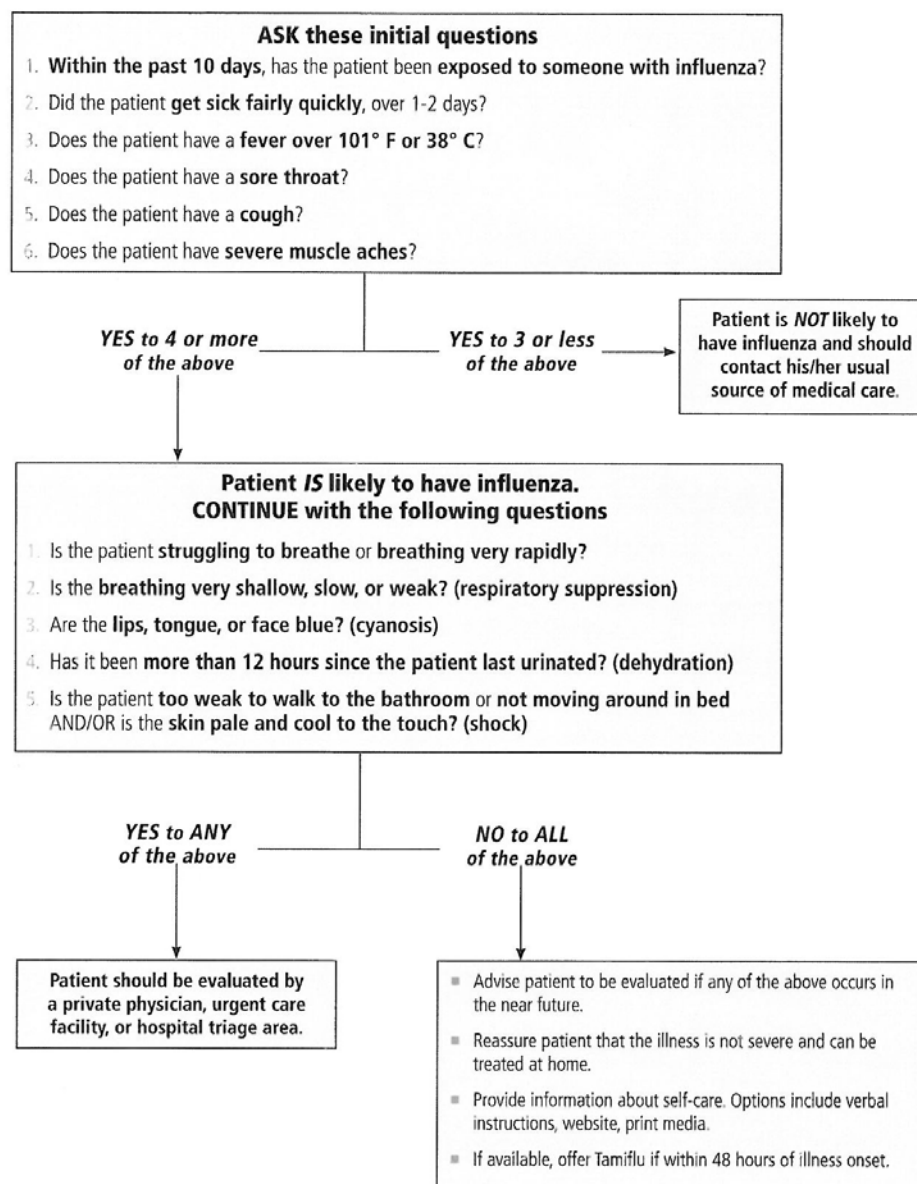 ASK these initial questions
1. Within the past 10 days, has the patient been exposed to someone with influenza?
2. Did the patient get sick fairly quickly, over 1-2 days?
3. Does the patient have a fever over 101° F or 38° C?
4. Does the patient have a sore throat?
5. Does the patient have a cough?
6. Does the patient have severe muscle aches?
YES to 4 or more
of the above
YES to 3 or less
of the above
Patient is NOT likely to
have influenza and should
contact his/her usual
source of medical care.
Patient IS likely to have influenza.
CONTINUE with the following questions
1. Is the patient struggling to breathe or breathing very rapidly?
2. Is the breathing very shallow, slow, or weak? (respiratory suppression)
3. Are the lips, tongue, or face blue? (cyanosis)
4. Has it been more than 12 hours since the patient last urinated? (dehydration)
5. Is the patient too weak to walk to the bathroom or not moving around in bed
AND/OR is the skin pale and cool to the touch? (shock)
YES to ANY
of the above
NO to ALL
of the above
Patient should be evaluated by
a private physician, urgent care
facility, or hospital triage area.
■ Advise patient to be evaluated if any of the above occurs in
the near future.
■ Reassure patient that the illness is not severe and can be
treated at home.
■ Provide information about self-care. Options include verbal
instructions, website, print media.
■ If available, offer Tamiflu if within 48 hours of illness onset.